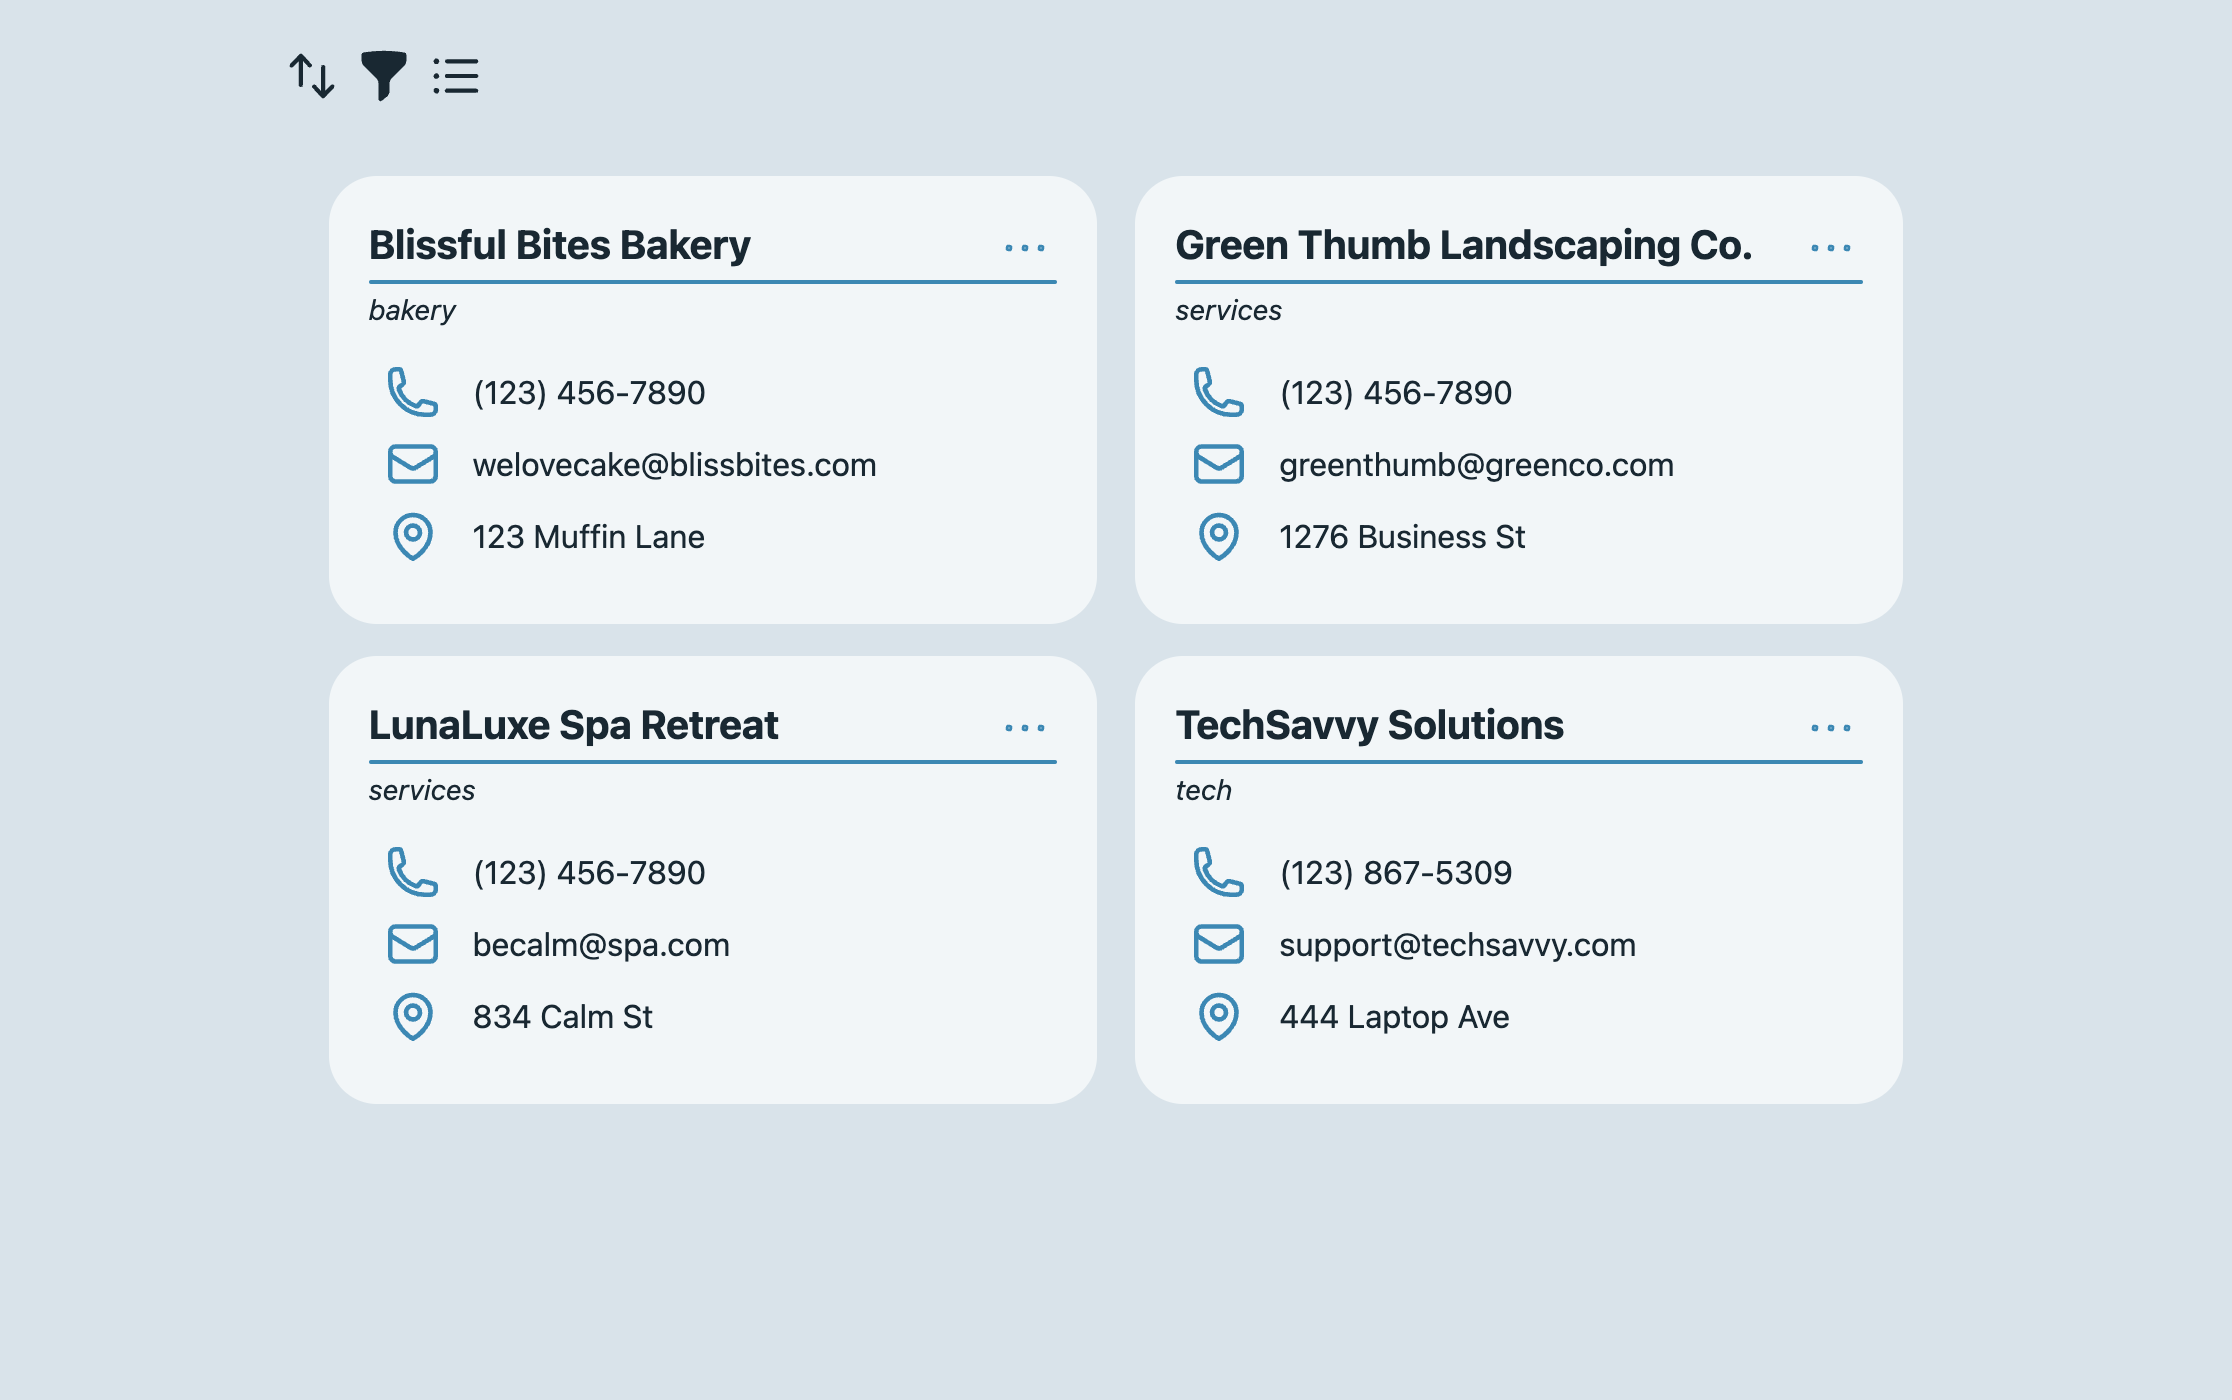 Blissful Bites Bakery
bakery
(123) 456-7890
welovecake@blissbites.com
123 Muffin Lane
Green Thumb Landscaping Co.
services
(123) 456-7890
greenthumb@greenco.com
1276 Business St
LunaLuxe Spa Retreat
services
(123) 456-7890
becalm@spa.com
834 Calm St
TechSavvy Solutions
tech
(123) 867-5309
support@techsavvy.com
444 Laptop Ave